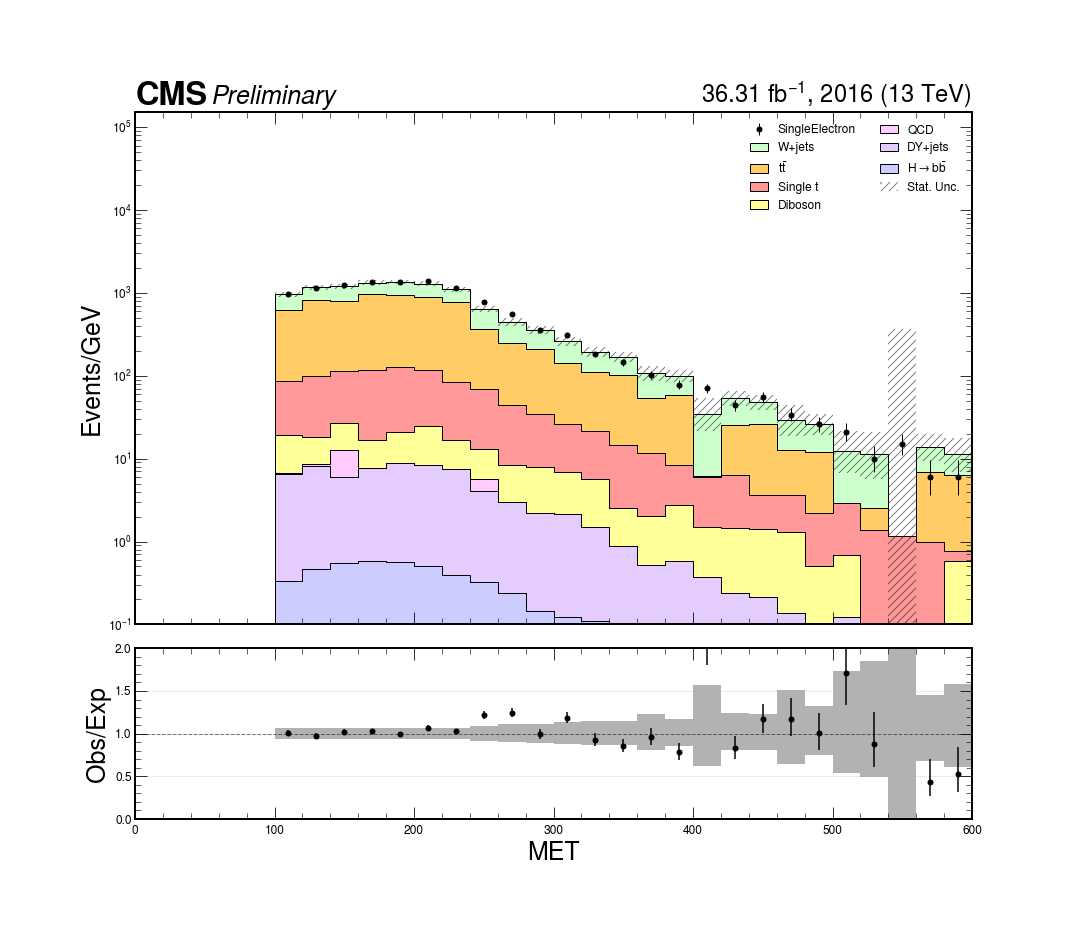 CMS Preliminary 36.31 fb⁻¹, 2016 (13 TeV)
SingleElectron
W+jets
tt̄
Single t
Diboson
QCD
DY+jets
H→bb̄
Stat. Unc.
Events/GeV
10⁵
10⁴
10³
10²
10¹
10⁰
10⁻¹
Obs/Exp
2.0
1.5
1.0
0.5
0.0
0 100 200 300 400 500 600
MET